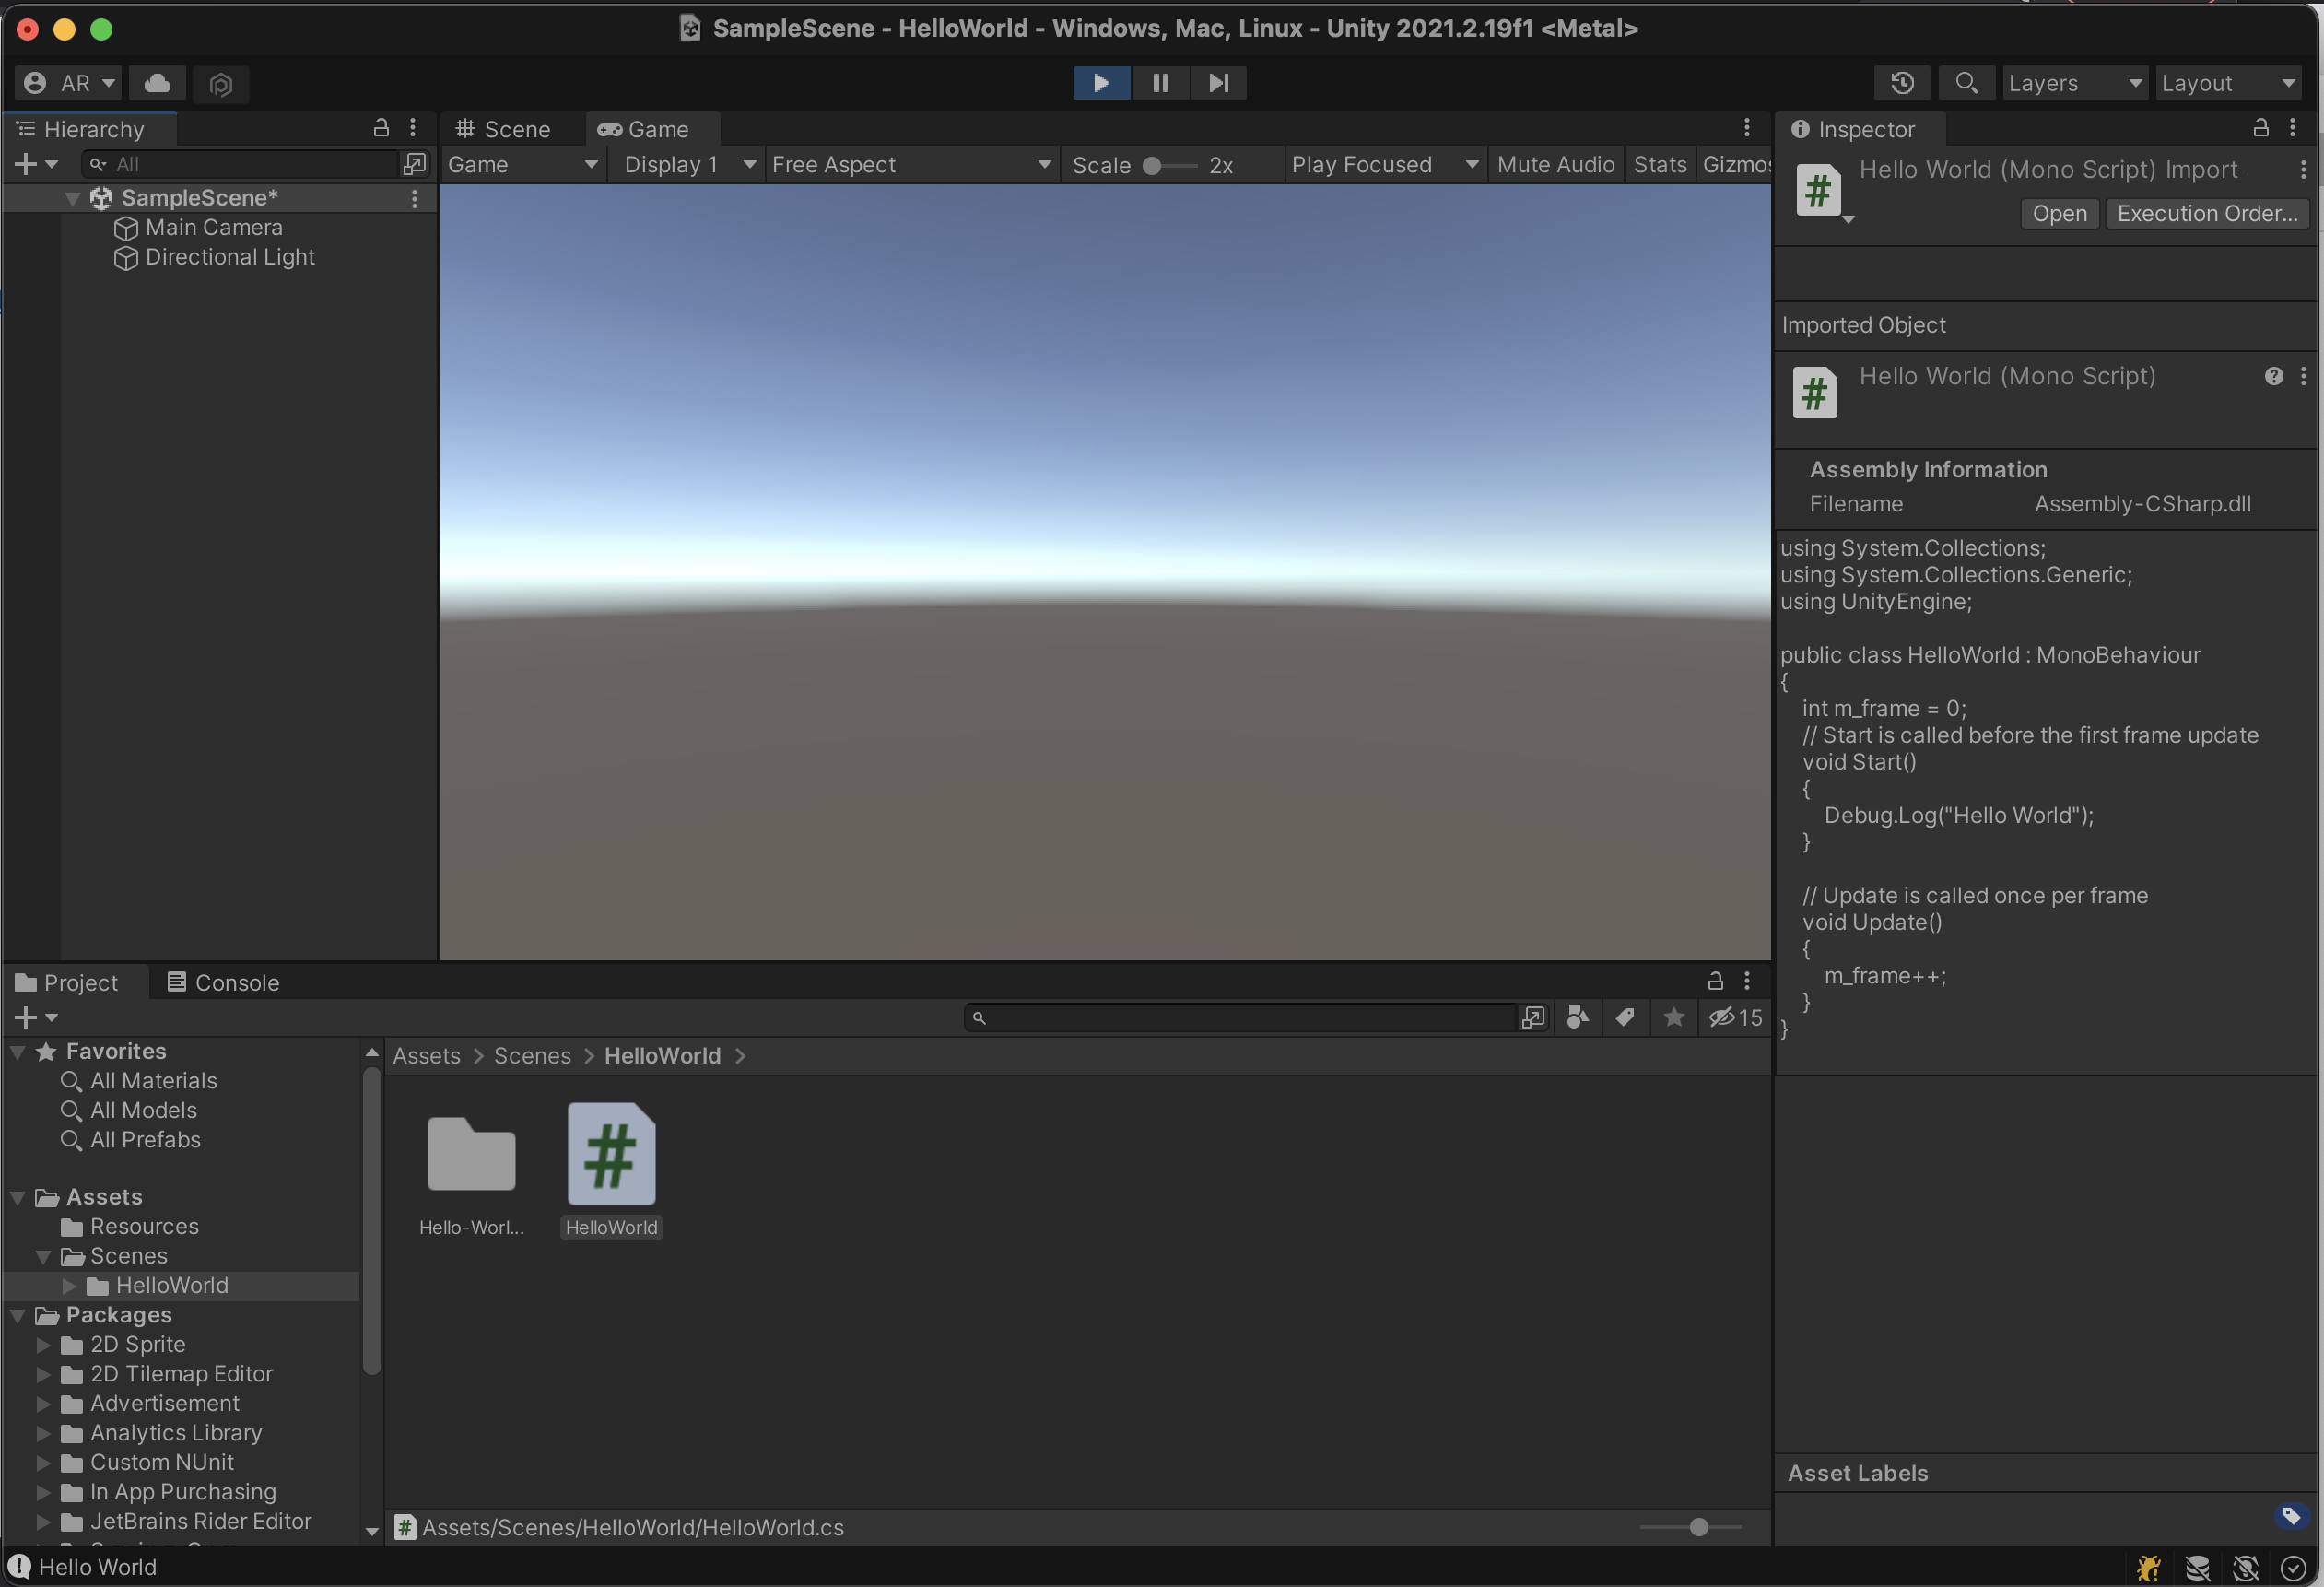 SampleScene - HelloWorld - Windows, Mac, Linux - Unity 2021.2.19f1 <Metal>
AR
Layers
Layout
Hierarchy
All
SampleScene*
Main Camera
Directional Light
Scene
Game
Game
Display 1
Free Aspect
Scale
2x
Play Focused
Mute Audio
Stats
Gizmos
Inspector
Hello World (Mono Script) Import
Open
Execution Order...
Imported Object
Hello World (Mono Script)
Assembly Information
Filename Assembly-CSharp.dll
using System.Collections;
using System.Collections.Generic;
using UnityEngine;
public class HelloWorld : MonoBehaviour
{
int m_frame = 0;
// Start is called before the first frame update
void Start()
{
Debug.Log("Hello World");
}
// Update is called once per frame
void Update()
{
m_frame++;
}
}
Asset Labels
Project
Console
15
Favorites
All Materials
All Models
All Prefabs
Assets
Resources
Scenes
HelloWorld
Packages
2D Sprite
2D Tilemap Editor
Advertisement
Analytics Library
Custom NUnit
In App Purchasing
JetBrains Rider Editor
Assets > Scenes > HelloWorld >
Hello-Worl...
HelloWorld
Assets/Scenes/HelloWorld/HelloWorld.cs
Hello World